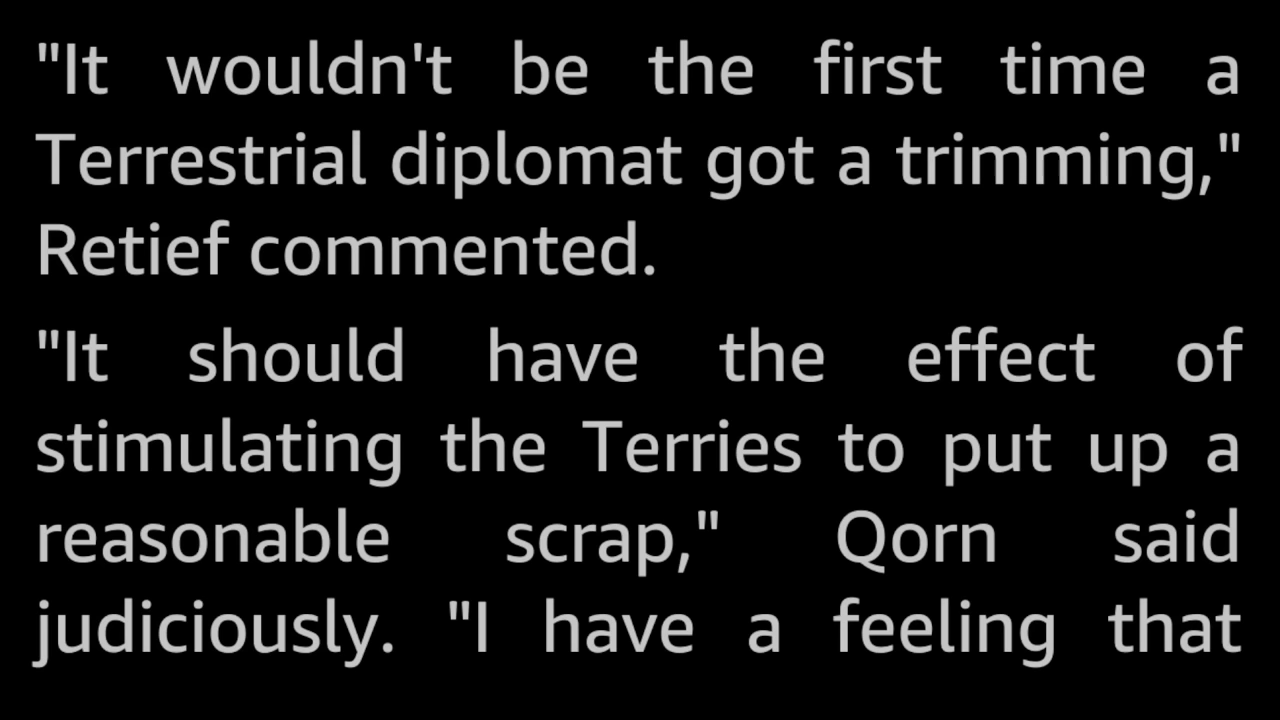 "It wouldn't be the first time a
Terrestrial diplomat got a trimming,"
Retief commented.
"It should have the effect of
stimulating the Terries to put up a
reasonable scrap," Qorn said
judiciously. "I have a feeling that